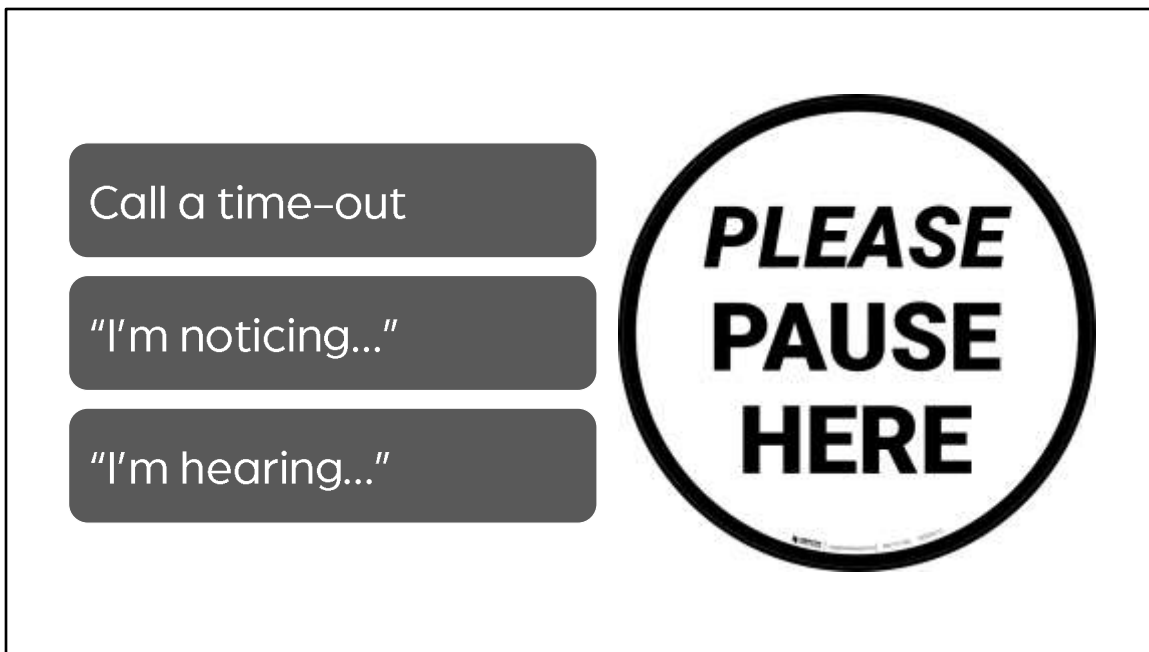 Call a time–out
“I’m noticing…”
“I’m hearing…”
PLEASE
PAUSE
HERE